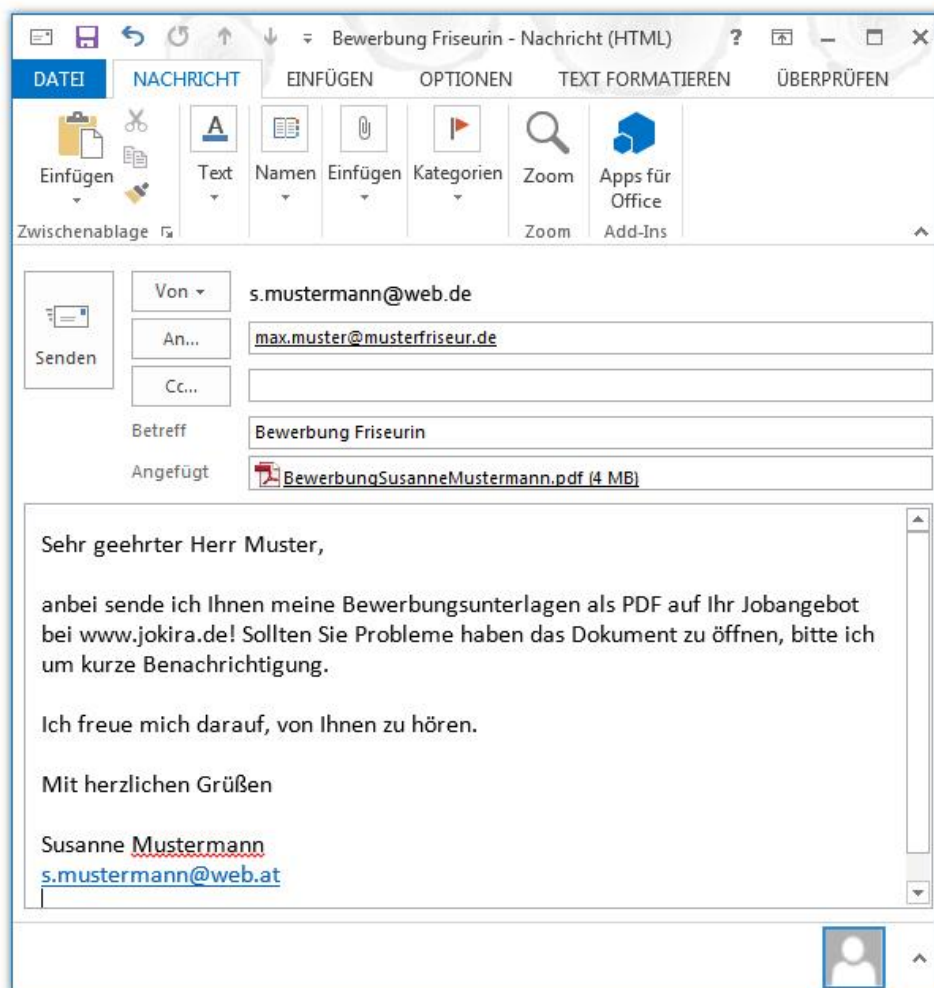 Bewerbung Friseurin - Nachricht (HTML) ?
DATEI NACHRICHT EINFÜGEN OPTIONEN TEXT FORMATIEREN ÜBERPRÜFEN
A
Einfügen Text Namen Einfügen Kategorien Zoom Apps für
Office
Zwischenablage Zoom Add-Ins
Von s.mustermann@web.de
Senden
An... max.muster@musterfriseur.de
Cc...
Betreff Bewerbung Friseurin
Angefügt BewerbungSusanneMustermann.pdf (4 MB)
Sehr geehrter Herr Muster,
anbei sende ich Ihnen meine Bewerbungsunterlagen als PDF auf Ihr Jobangebot
bei www.jokira.de! Sollten Sie Probleme haben das Dokument zu öffnen, bitte ich
um kurze Benachrichtigung.
Ich freue mich darauf, von Ihnen zu hören.
Mit herzlichen Grüßen
Susanne Mustermann
s.mustermann@web.at